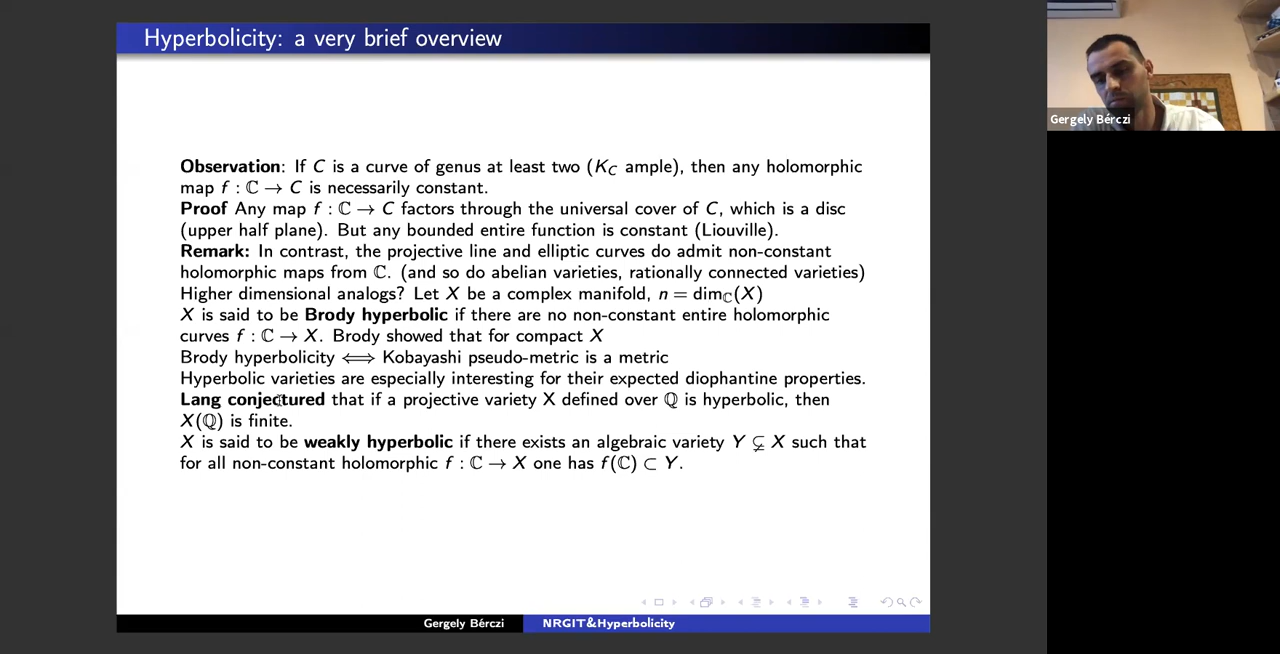 Hyperbolicity: a very brief overview
Observation: If C is a curve of genus at least two (K_C ample), then any holomorphic
map f : ℂ → C is necessarily constant.
Proof Any map f : ℂ → C factors through the universal cover of C, which is a disc
(upper half plane). But any bounded entire function is constant (Liouville).
Remark: In contrast, the projective line and elliptic curves do admit non-constant
holomorphic maps from ℂ. (and so do abelian varieties, rationally connected varieties)
Higher dimensional analogs? Let X be a complex manifold, n = dim_ℂ(X)
X is said to be Brody hyperbolic if there are no non-constant entire holomorphic
curves f : ℂ → X. Brody showed that for compact X
Brody hyperbolicity ⟺ Kobayashi pseudo-metric is a metric
Hyperbolic varieties are especially interesting for their expected diophantine properties.
Lang conjectured that if a projective variety X defined over ℚ is hyperbolic, then
X(ℚ) is finite.
X is said to be weakly hyperbolic if there exists an algebraic variety Y ⊊ X such that
for all non-constant holomorphic f : ℂ → X one has f(ℂ) ⊂ Y.
Gergely Bérczi NRGIT&Hyperbolicity
Gergely Bérczi